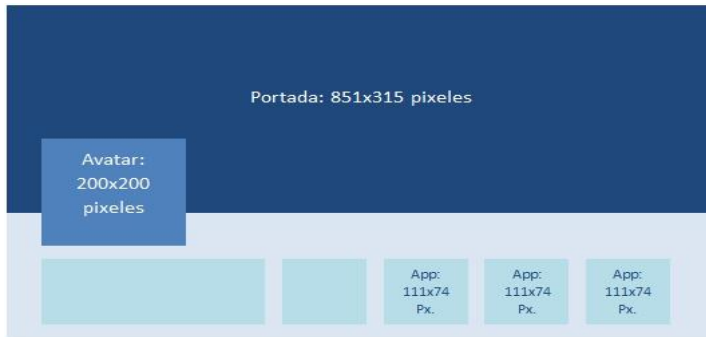 Portada: 851x315 pixeles
Avatar:
200x200
pixeles
App:
111x74
Px.
App:
111x74
Px.
App:
111x74
Px.